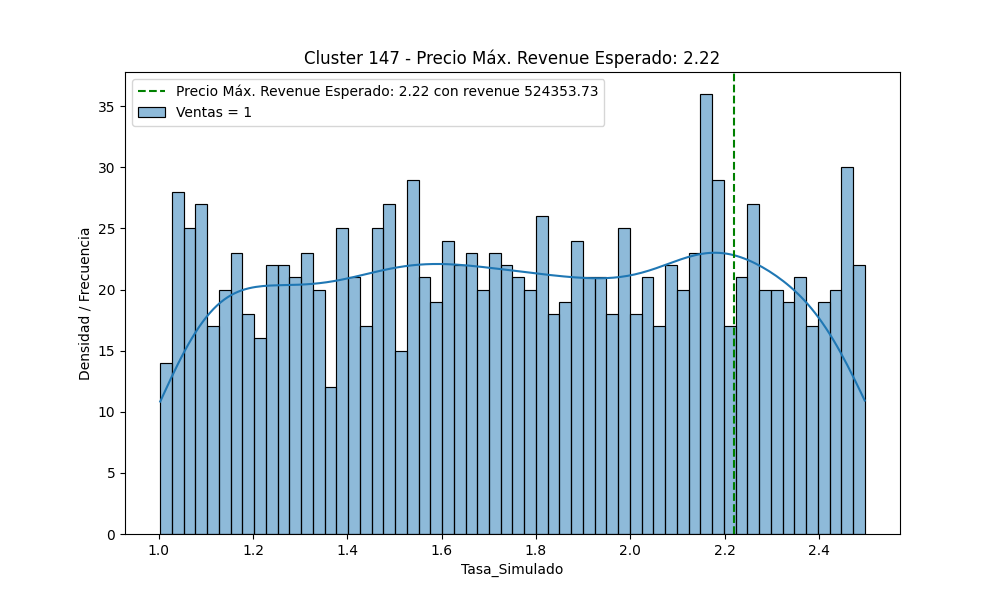 Cluster 147 - Precio Máx. Revenue Esperado: 2.22
Precio Máx. Revenue Esperado: 2.22 con revenue 524353.73
Ventas = 1
Densidad / Frecuencia
35
30
25
20
15
10
5
0
1.0 1.2 1.4 1.6 1.8 2.0 2.2 2.4
Tasa_Simulado